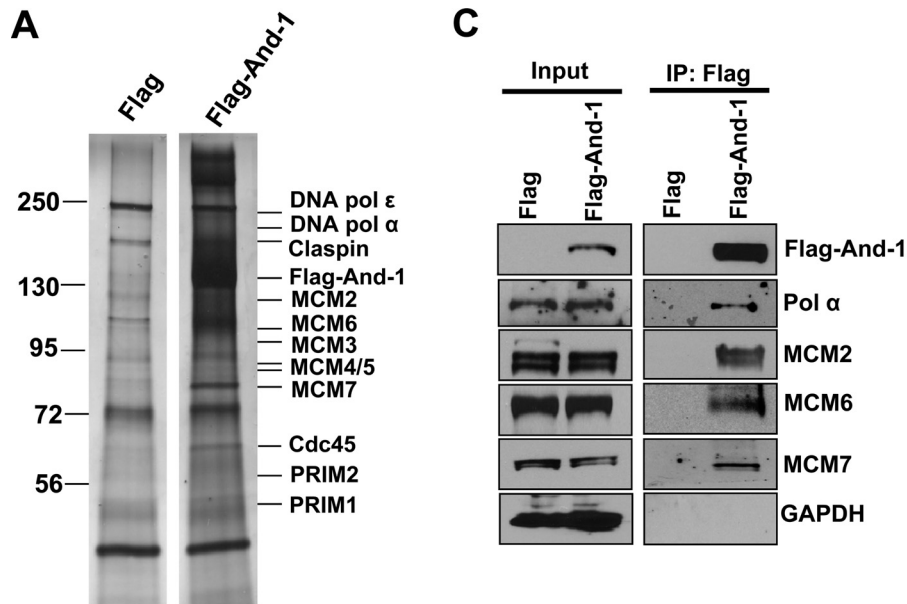 A
Flag
Flag-And-1
250
130
95
72
56
DNA pol ε
DNA pol α
Claspin
Flag-And-1
MCM2
MCM6
MCM3
MCM4/5
MCM7
Cdc45
PRIM2
PRIM1
C
Input
IP: Flag
Flag
Flag-And-1
Flag
Flag-And-1
Flag-And-1
Pol α
MCM2
MCM6
MCM7
GAPDH